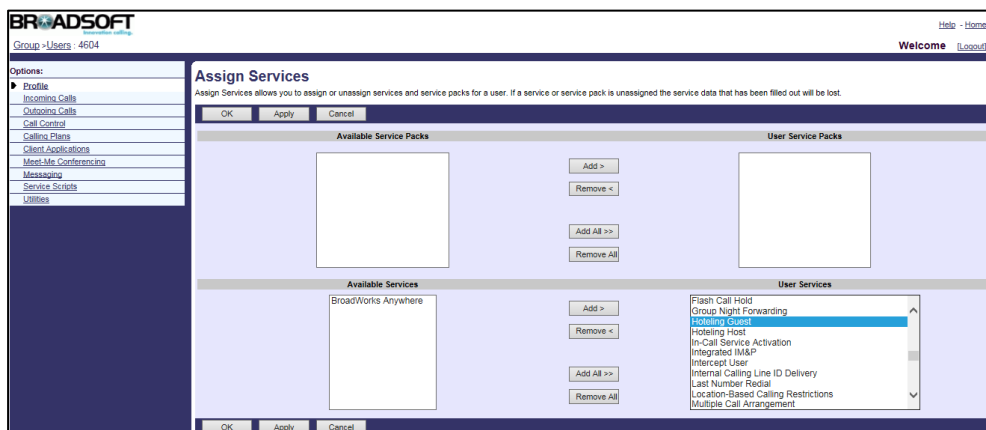 BROADSOFT
innovation calling.
Help - Home
Group >Users : 4604
Welcome [Logout]
Options:
Profile
Incoming Calls
Outgoing Calls
Call Control
Calling Plans
Client Applications
Meet-Me Conferencing
Messaging
Service Scripts
Utilities
Assign Services
Assign Services allows you to assign or unassign services and service packs for a user. If a service or service pack is unassigned the service data that has been filled out will be lost.
OK Apply Cancel
Available Service Packs User Service Packs
Add >
Remove <
Add All >>
Remove All
Available Services User Services
BroadWorks Anywhere
Add >
Remove <
Add All >>
Remove All
Flash Call Hold
Group Night Forwarding
Hoteling Guest
Hoteling Host
In-Call Service Activation
Integrated IM&P
Intercept User
Internal Calling Line ID Delivery
Last Number Redial
Location-Based Calling Restrictions
Multiple Call Arrangement
OK Apply Cancel